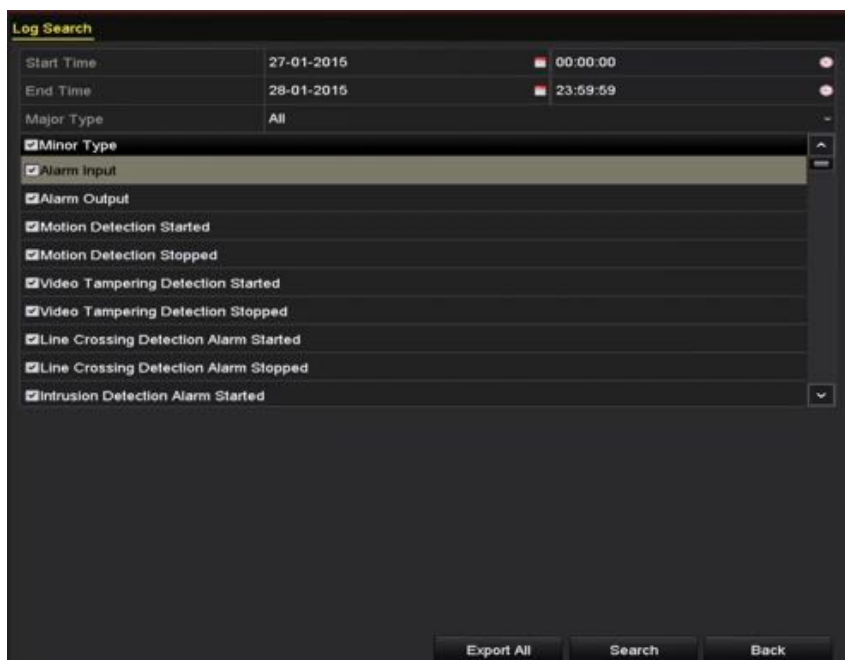 Log Search
Start Time 27-01-2015 00:00:00
End Time 28-01-2015 23:59:59
Major Type All
Minor Type
Alarm Input
Alarm Output
Motion Detection Started
Motion Detection Stopped
Video Tampering Detection Started
Video Tampering Detection Stopped
Line Crossing Detection Alarm Started
Line Crossing Detection Alarm Stopped
Intrusion Detection Alarm Started
Export All Search Back